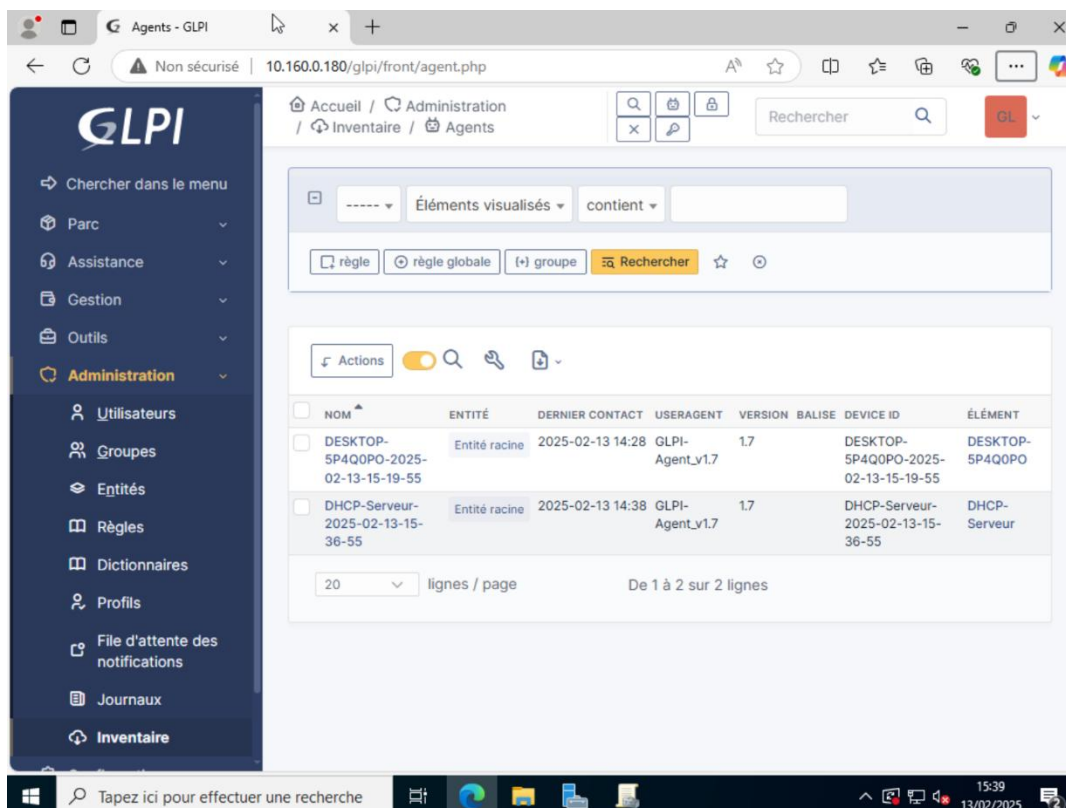 Agents - GLPI
Non sécurisé
10.160.0.180/glpi/front/agent.php
GLPI
Accueil / Administration
/ Inventaire / Agents
Rechercher
GL
Chercher dans le menu
Parc
Assistance
Gestion
Outils
Administration
Utilisateurs
Groupes
Entités
Règles
Dictionnaires
Profils
File d'attente des
notifications
Journaux
Inventaire
-----
Éléments visualisés
contient
règle
règle globale
groupe
Rechercher
Actions
NOM ENTITÉ DERNIER CONTACT USERAGENT VERSION BALISE DEVICE ID ÉLÉMENT
DESKTOP- Entité racine 2025-02-13 14:28 GLPI- 1.7 DESKTOP- DESKTOP-
5P4Q0PO-2025- Agent_v1.7 5P4Q0PO-2025- 5P4Q0PO
02-13-15-19-55 02-13-15-19-55
DHCP-Serveur- Entité racine 2025-02-13 14:38 GLPI- 1.7 DHCP-Serveur- DHCP-
2025-02-13-15- Agent_v1.7 2025-02-13-15- Serveur
36-55 36-55
20 lignes / page De 1 à 2 sur 2 lignes
Tapez ici pour effectuer une recherche
15:39
13/02/2025
2